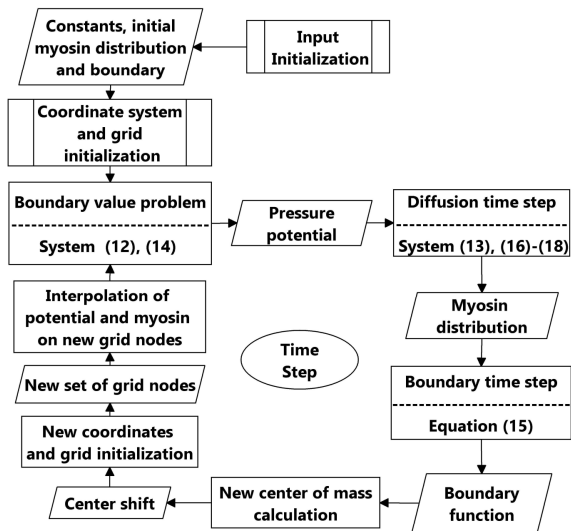 Constants, initial
myosin distribution
and boundary
Input
Initialization
Coordinate system
and grid
initialization
Boundary value problem
System (12), (14)
Pressure
potential
Diffusion time step
System (13), (16)-(18)
Myosin
distribution
Boundary time step
Equation (15)
Boundary
function
New center of mass
calculation
Center shift
New coordinates
and grid initialization
New set of grid nodes
Interpolation of
potential and myosin
on new grid nodes
Time
Step